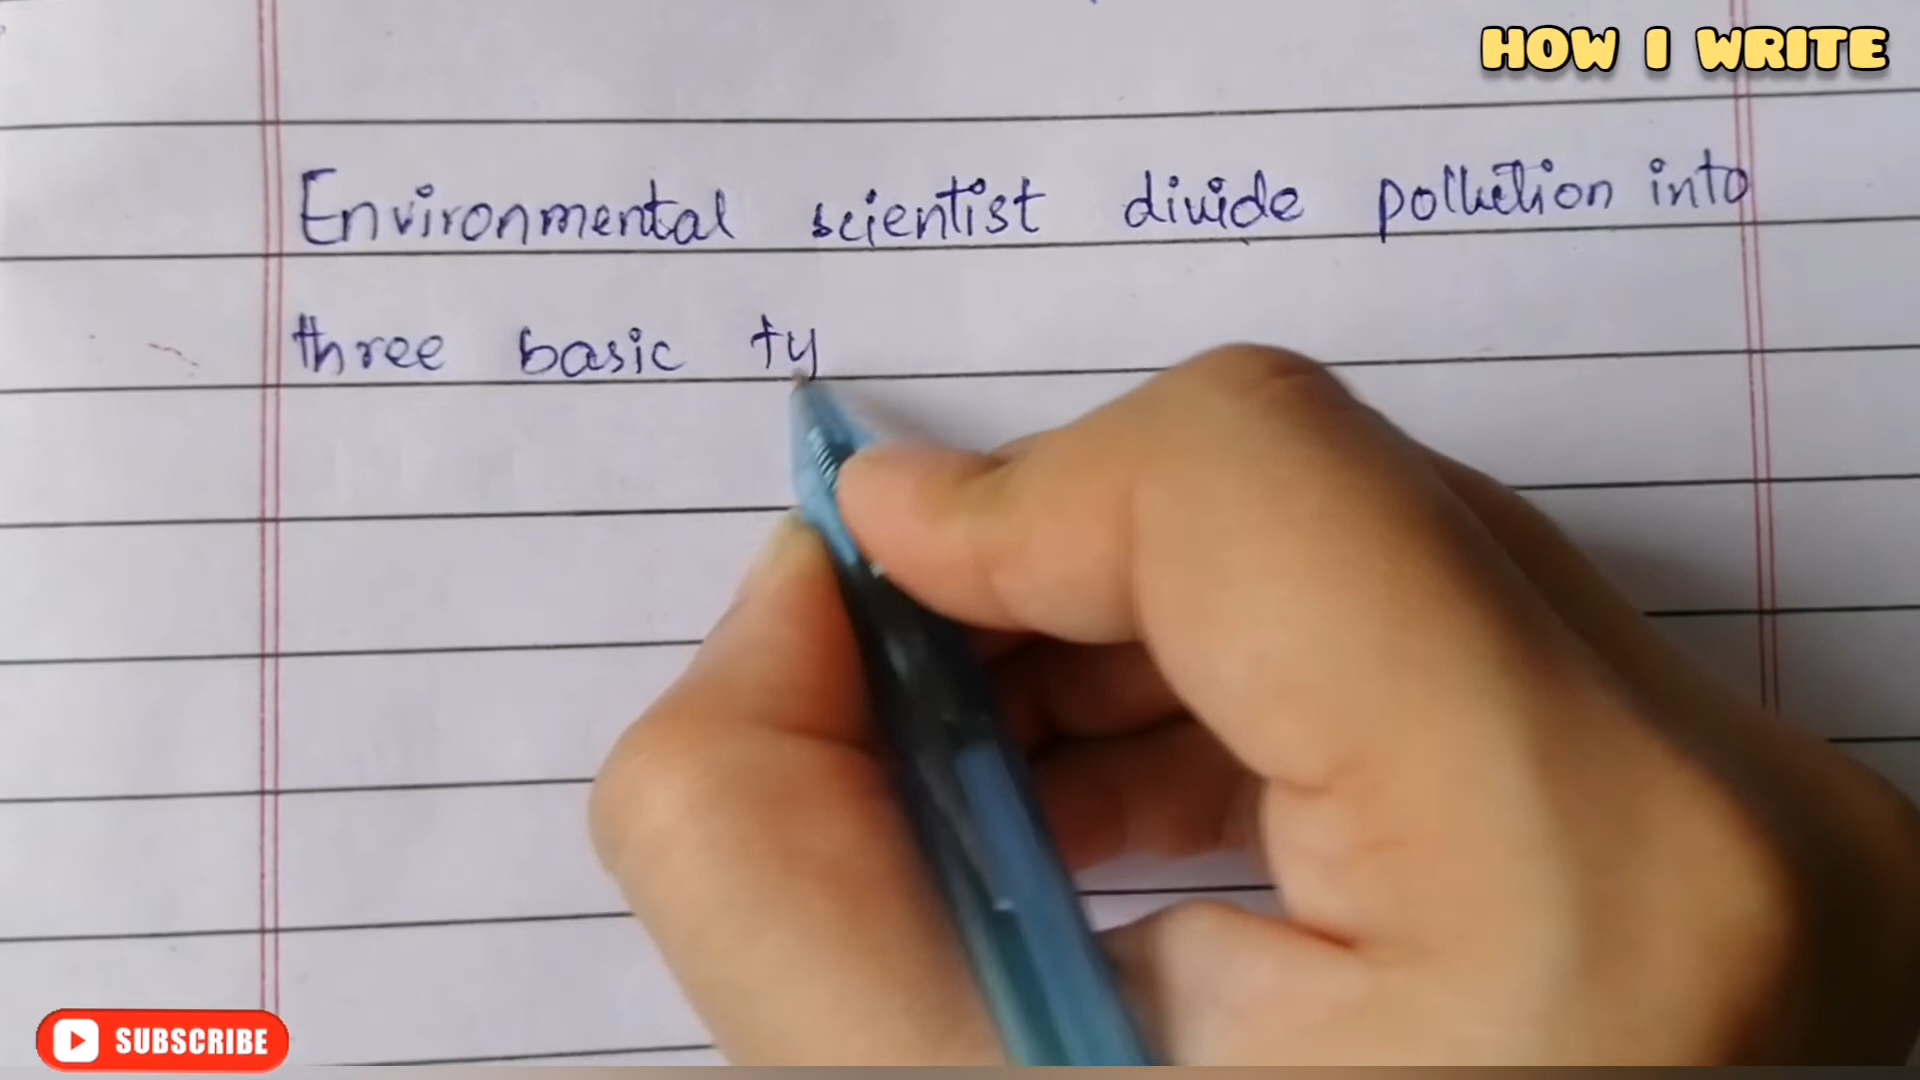 HOW I WRITE
Environmental scientist divide pollution into
three basic ty
SUBSCRIBE